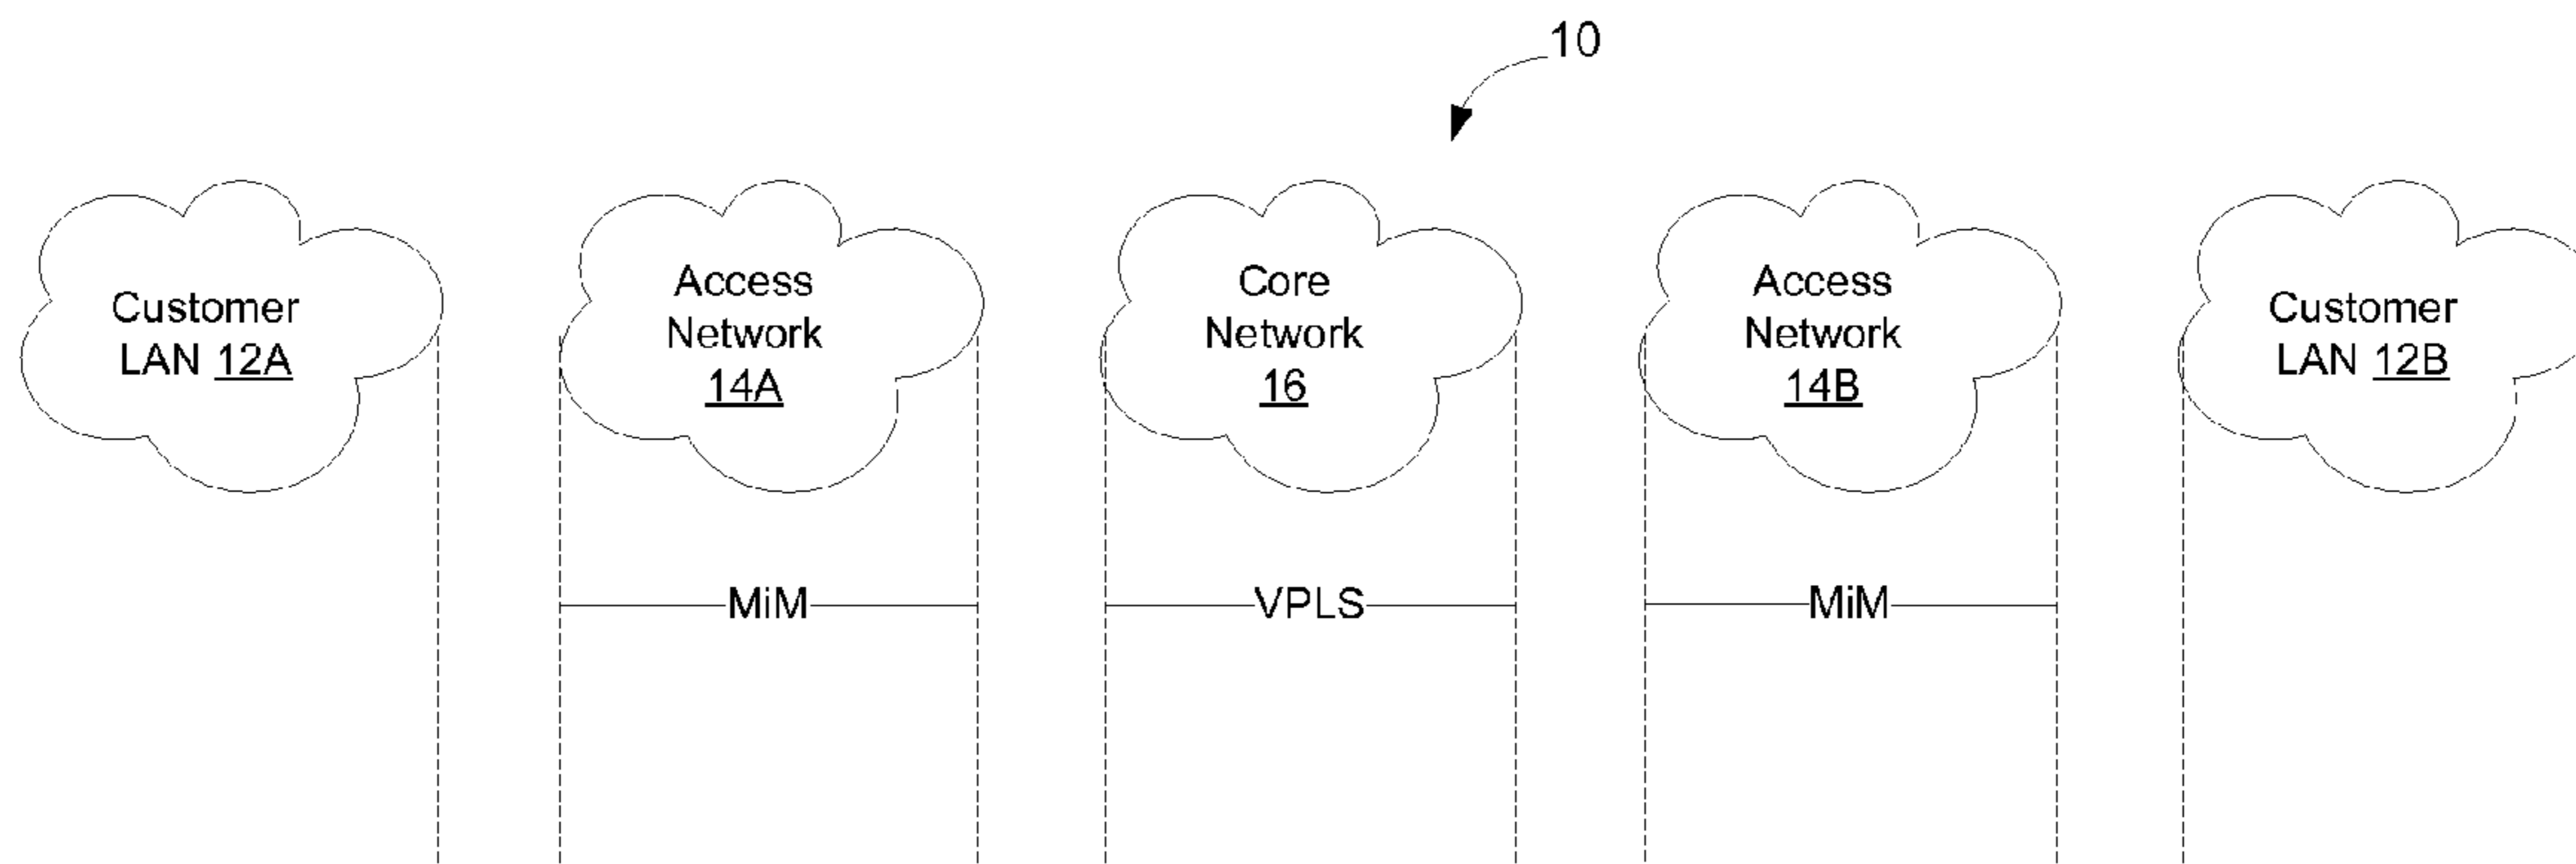 10
Customer
LAN 12A
Access
Network
14A
Core
Network
16
Access
Network
14B
Customer
LAN 12B
MiM
VPLS
MiM